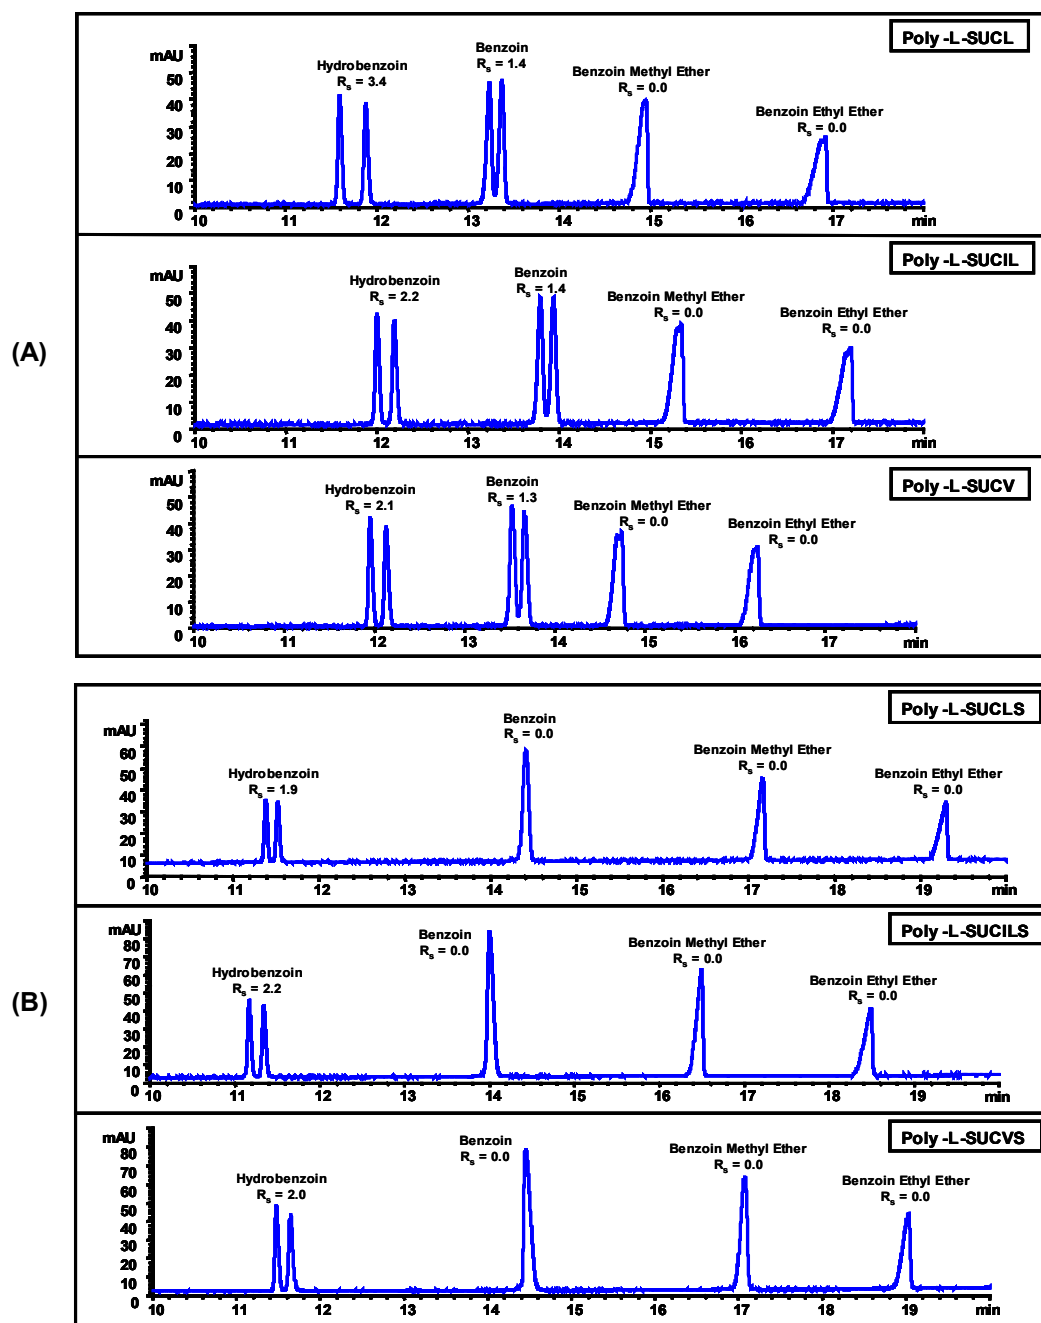 (A)
Poly -L-SUCL
mAU
50
40
30
20
10
0
Hydrobenzoin
Rs = 3.4
Benzoin
Rs = 1.4
Benzoin Methyl Ether
Rs = 0.0
Benzoin Ethyl Ether
Rs = 0.0
10 11 12 13 14 15 16 17 min
Poly -L-SUCIL
mAU
50
40
30
20
10
0
Hydrobenzoin
Rs = 2.2
Benzoin
Rs = 1.4
Benzoin Methyl Ether
Rs = 0.0
Benzoin Ethyl Ether
Rs = 0.0
10 11 12 13 14 15 16 17 min
Poly -L-SUCV
mAU
50
40
30
20
10
0
Hydrobenzoin
Rs = 2.1
Benzoin
Rs = 1.3
Benzoin Methyl Ether
Rs = 0.0
Benzoin Ethyl Ether
Rs = 0.0
10 11 12 13 14 15 16 17 min
(B)
Poly -L-SUCLS
mAU
60
50
40
30
20
10
0
Hydrobenzoin
Rs = 1.9
Benzoin
Rs = 0.0
Benzoin Methyl Ether
Rs = 0.0
Benzoin Ethyl Ether
Rs = 0.0
10 11 12 13 14 15 16 17 18 19 min
Poly -L-SUCILS
mAU
80
70
60
50
40
30
20
10
0
Hydrobenzoin
Rs = 2.2
Benzoin
Rs = 0.0
Benzoin Methyl Ether
Rs = 0.0
Benzoin Ethyl Ether
Rs = 0.0
10 11 12 13 14 15 16 17 18 19 min
Poly -L-SUCVS
mAU
80
70
60
50
40
30
20
10
0
Hydrobenzoin
Rs = 2.0
Benzoin
Rs = 0.0
Benzoin Methyl Ether
Rs = 0.0
Benzoin Ethyl Ether
Rs = 0.0
10 11 12 13 14 15 16 17 18 19 min